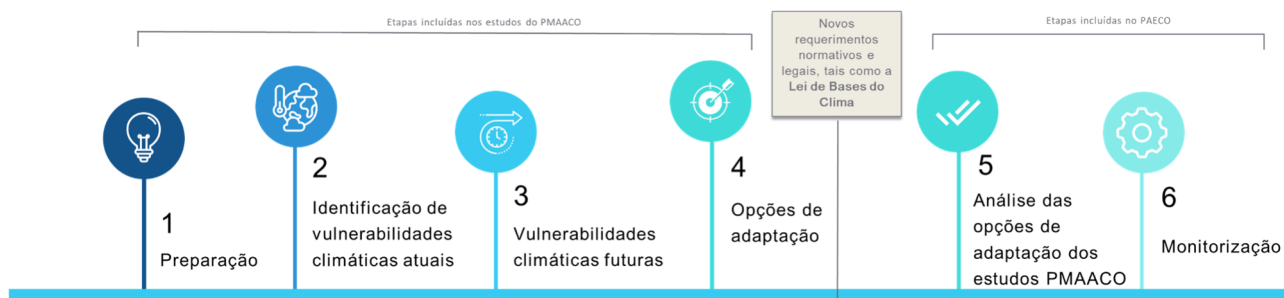 Etapas incluídas nos estudos do PMAACO
Novos
requerimentos
normativos e
legais, tais como a
Lei de Bases do
Clima
Etapas incluídas no PAECO
1
Preparação
2
Identificação de
vulnerabilidades
climáticas atuais
3
Vulnerabilidades
climáticas futuras
4
Opções de
adaptação
5
Análise das
opções de
adaptação dos
estudos PMAACO
6
Monitorização